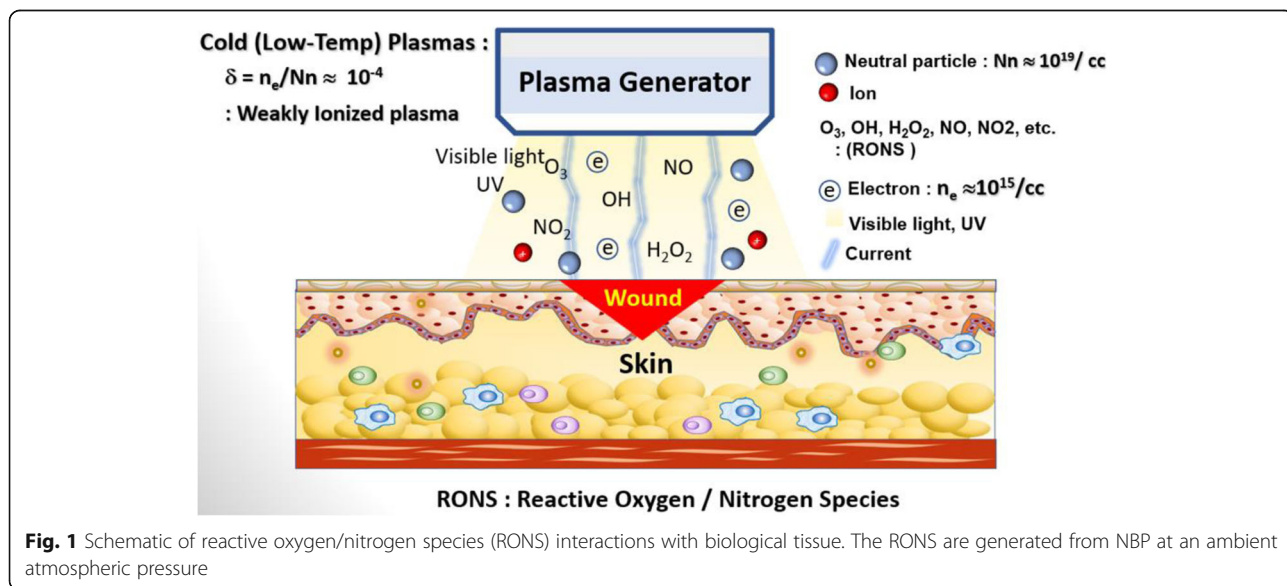 Cold (Low-Temp) Plasmas :
δ = nₑ/Nn ≈ 10⁻⁴
: Weakly Ionized plasma
Plasma Generator
Neutral particle : Nn ≈ 10¹⁹/ cc
+ Ion
O₃, OH, H₂O₂, NO, NO2, etc.
: (RONS )
e Electron : nₑ ≈10¹⁵/cc
Visible light, UV
Current
Visible light
UV
O₃
e
NO
OH
e
NO₂
e
H₂O₂
+
+
Wound
Skin
RONS : Reactive Oxygen / Nitrogen Species
Fig. 1 Schematic of reactive oxygen/nitrogen species (RONS) interactions with biological tissue. The RONS are generated from NBP at an ambient
atmospheric pressure